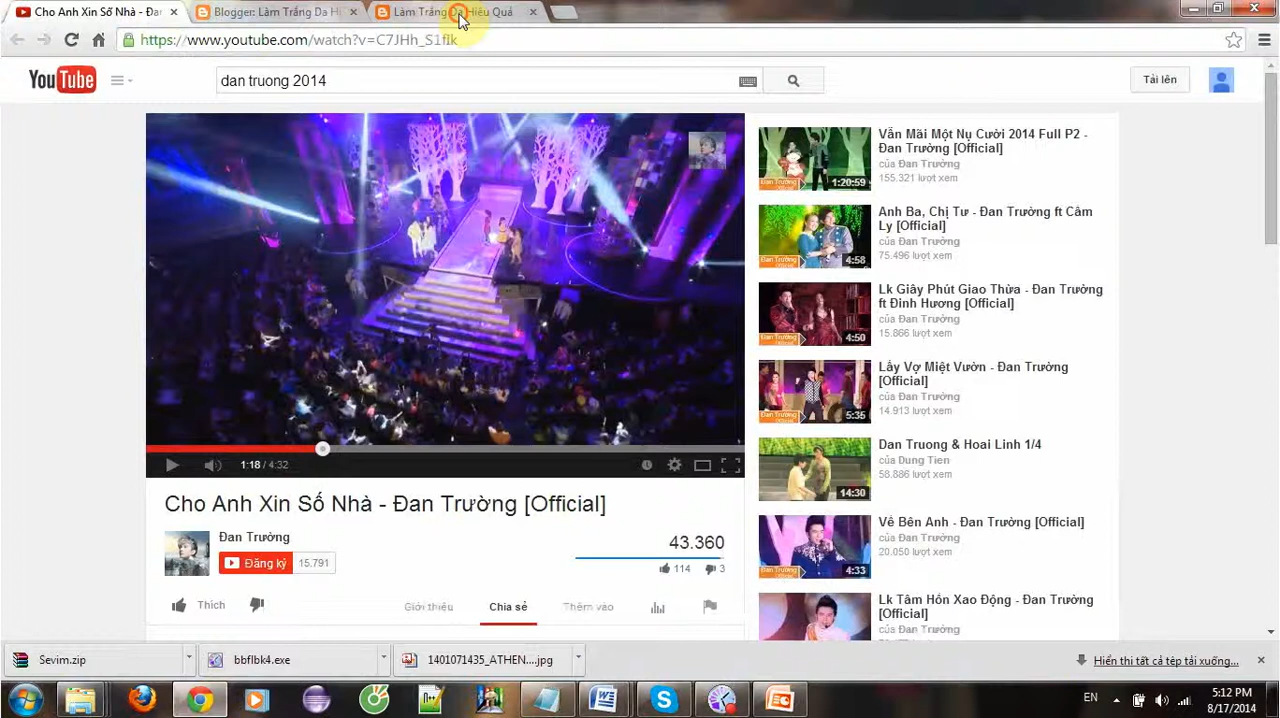 Cho Anh Xin Số Nhà - Đan
Blogger: Làm Trắng Da Hi
Làm Trắng Da Hiệu Quả
https://www.youtube.com/watch?v=C7JHh_S1fIk
YouTube
dan truong 2014
Tải lên
Vẫn Mãi Một Nụ Cười 2014 Full P2 -
Đan Trường [Official]
của Đan Trường
155.321 lượt xem
1:20:59
Anh Ba, Chị Tư - Đan Trường ft Cẩm
Ly [Official]
của Đan Trường
75.496 lượt xem
4:58
Lk Giây Phút Giao Thừa - Đan Trường
ft Đinh Hương [Official]
của Đan Trường
15.866 lượt xem
4:50
Lấy Vợ Miệt Vườn - Đan Trường
[Official]
của Đan Trường
14.913 lượt xem
5:35
Dan Truong & Hoai Linh 1/4
của Dung Tien
58.886 lượt xem
14:30
Về Bên Anh - Đan Trường [Official]
của Đan Trường
20.050 lượt xem
4:33
Lk Tâm Hồn Xao Động - Đan Trường
[Official]
của Đan Trường
1:18 / 4:32
Cho Anh Xin Số Nhà - Đan Trường [Official]
Đan Trường
Đăng ký 15.791
43.360
114 3
Thích
Giới thiệu Chia sẻ Thêm vào
Sevim.zip
bbflbk4.exe
1401071435_ATHEN....jpg
Hiển thị tất cả tệp tải xuống...
EN
5:12 PM
8/17/2014